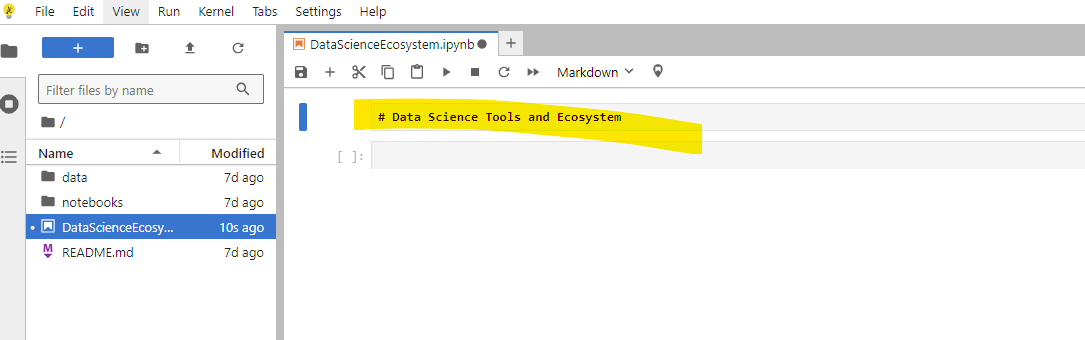 File Edit View Run Kernel Tabs Settings Help
DataScienceEcosystem.ipynb
Filter files by name
Markdown
/
# Data Science Tools and Ecosystem
Name Modified
[ ]:
data 7d ago
notebooks 7d ago
DataScienceEcosy... 10s ago
README.md 7d ago